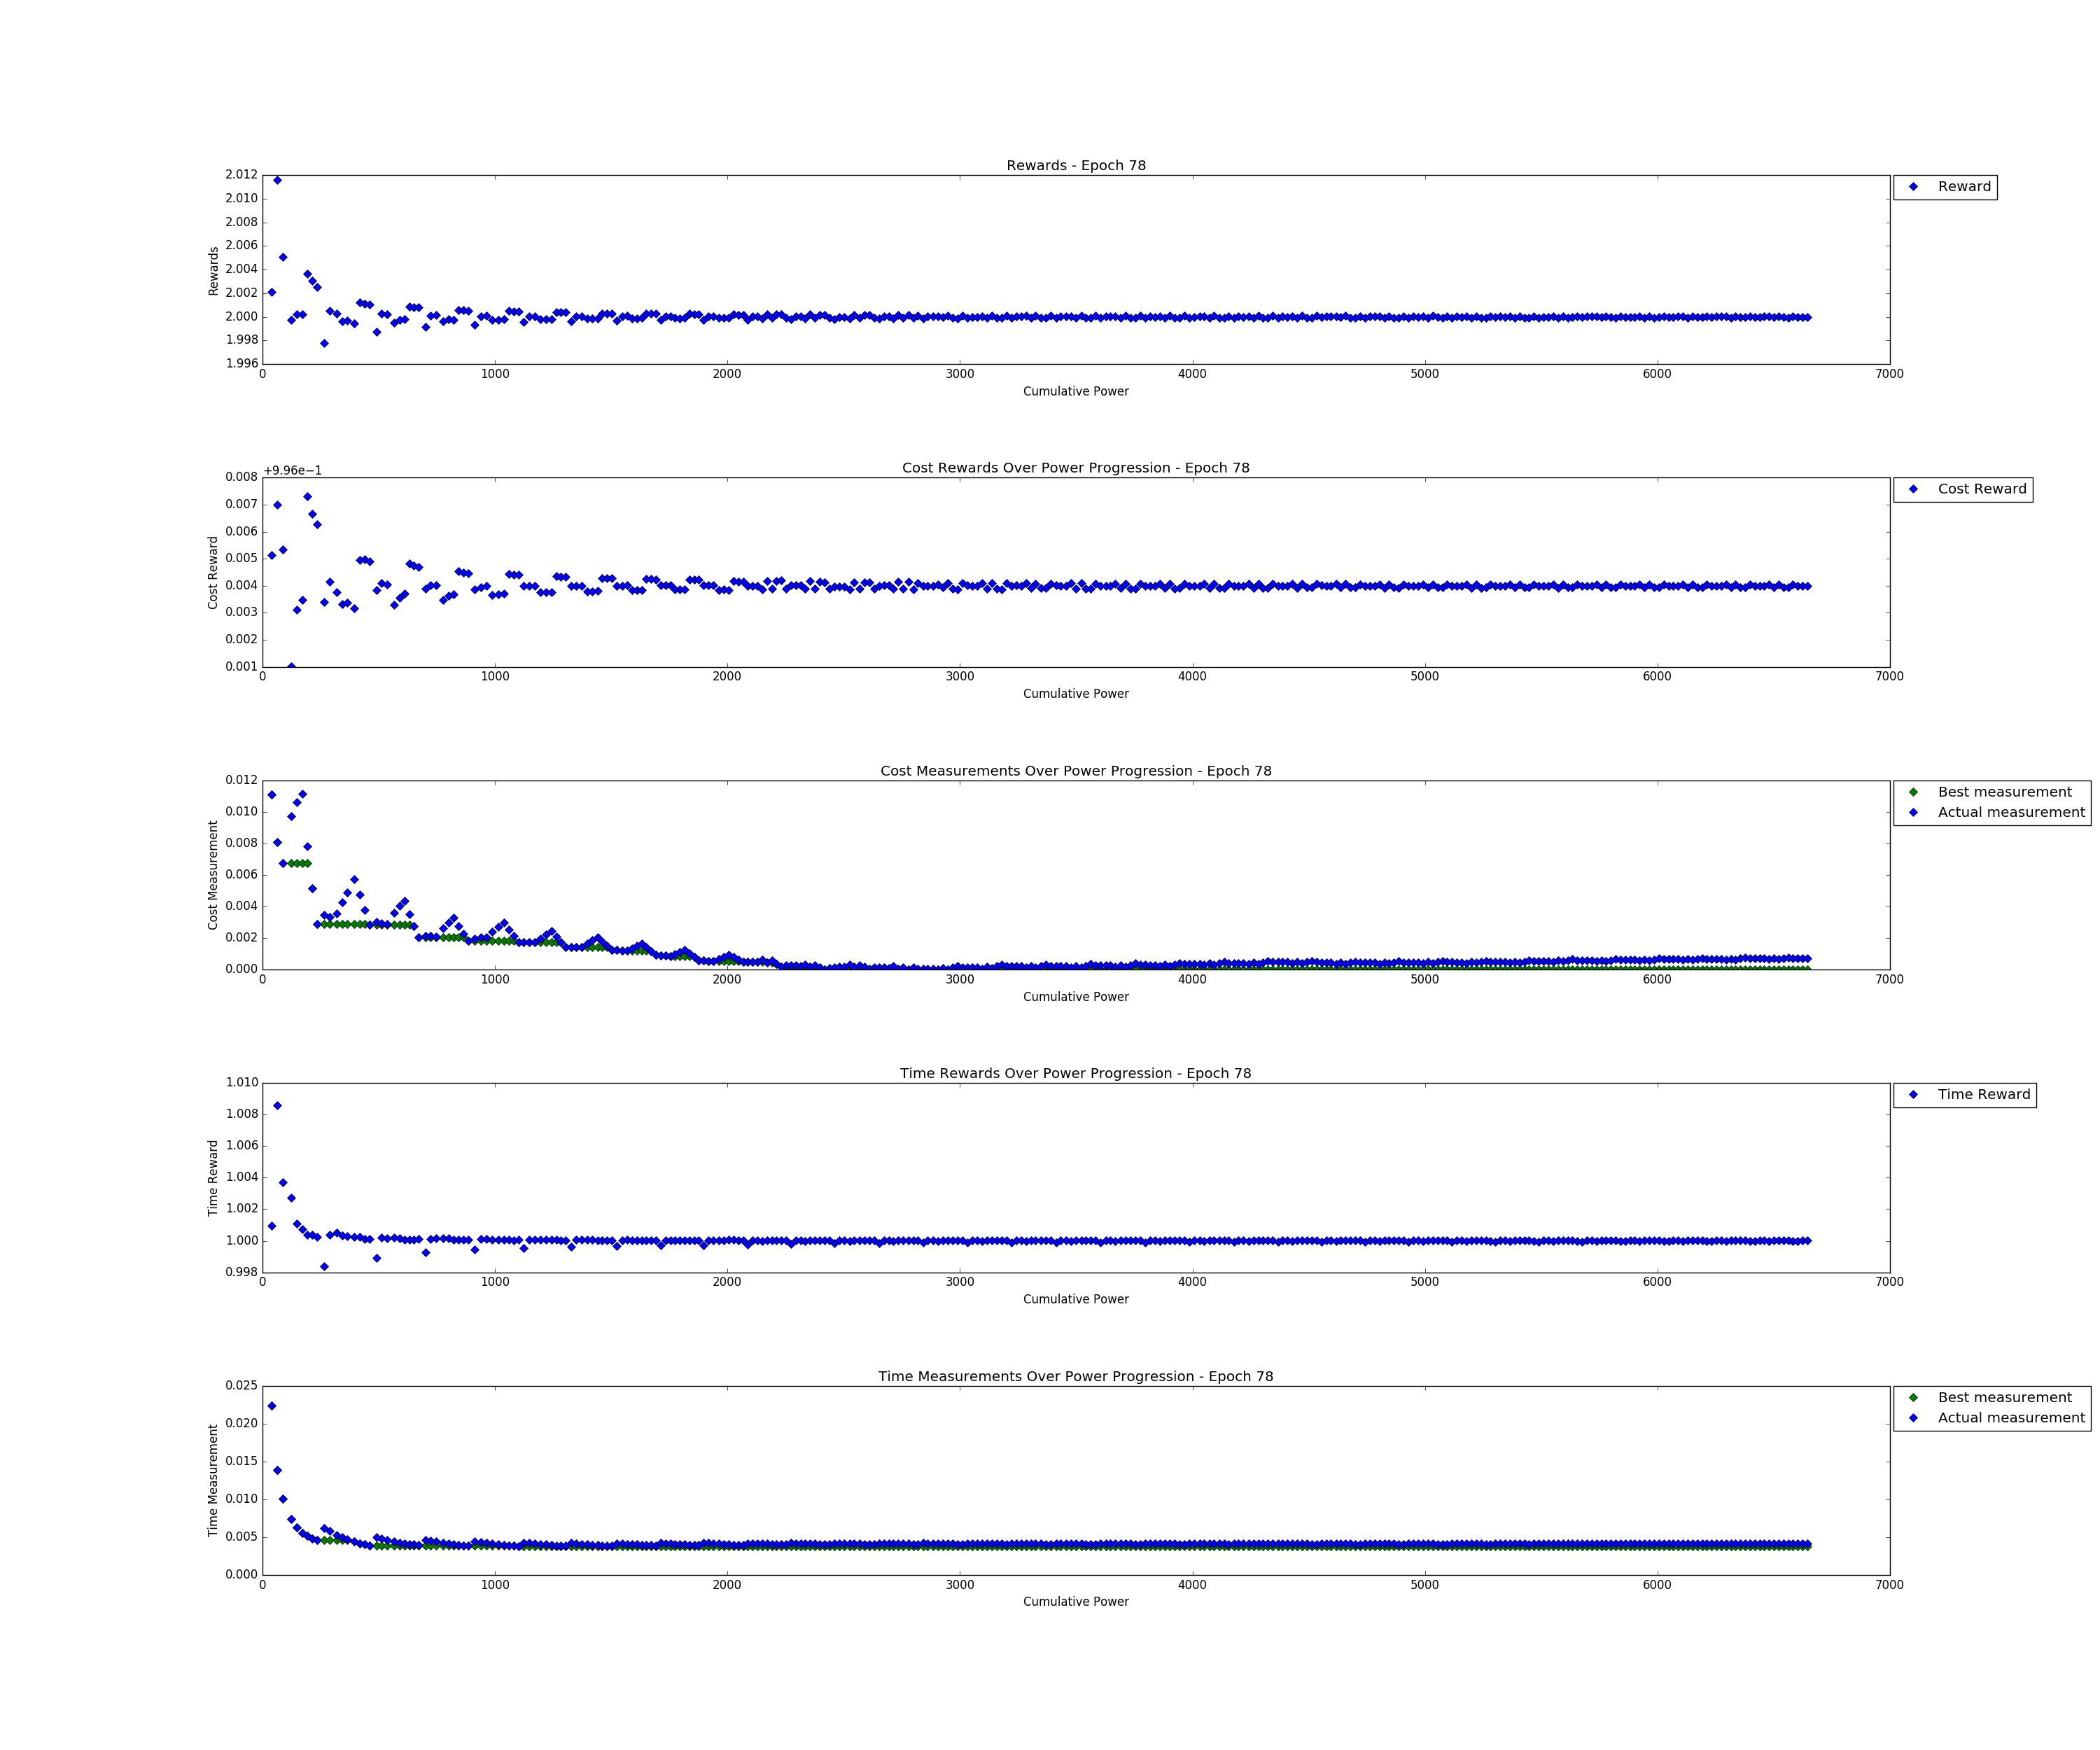 Rewards - Epoch 78
2.012
2.010
2.008
2.006
2.004
2.002
2.000
1.998
1.996
Rewards
0 1000 2000 3000 4000 5000 6000 7000
Cumulative Power
Reward
Cost Rewards Over Power Progression - Epoch 78
+9.96e−1
0.008
0.007
0.006
0.005
0.004
0.003
0.002
0.001
Cost Reward
0 1000 2000 3000 4000 5000 6000 7000
Cumulative Power
Cost Reward
Cost Measurements Over Power Progression - Epoch 78
0.012
0.010
0.008
0.006
0.004
0.002
0.000
Cost Measurement
0 1000 2000 3000 4000 5000 6000 7000
Cumulative Power
Best measurement
Actual measurement
Time Rewards Over Power Progression - Epoch 78
1.010
1.008
1.006
1.004
1.002
1.000
0.998
Time Reward
0 1000 2000 3000 4000 5000 6000 7000
Cumulative Power
Time Reward
Time Measurements Over Power Progression - Epoch 78
0.025
0.020
0.015
0.010
0.005
0.000
Time Measurement
0 1000 2000 3000 4000 5000 6000 7000
Cumulative Power
Best measurement
Actual measurement